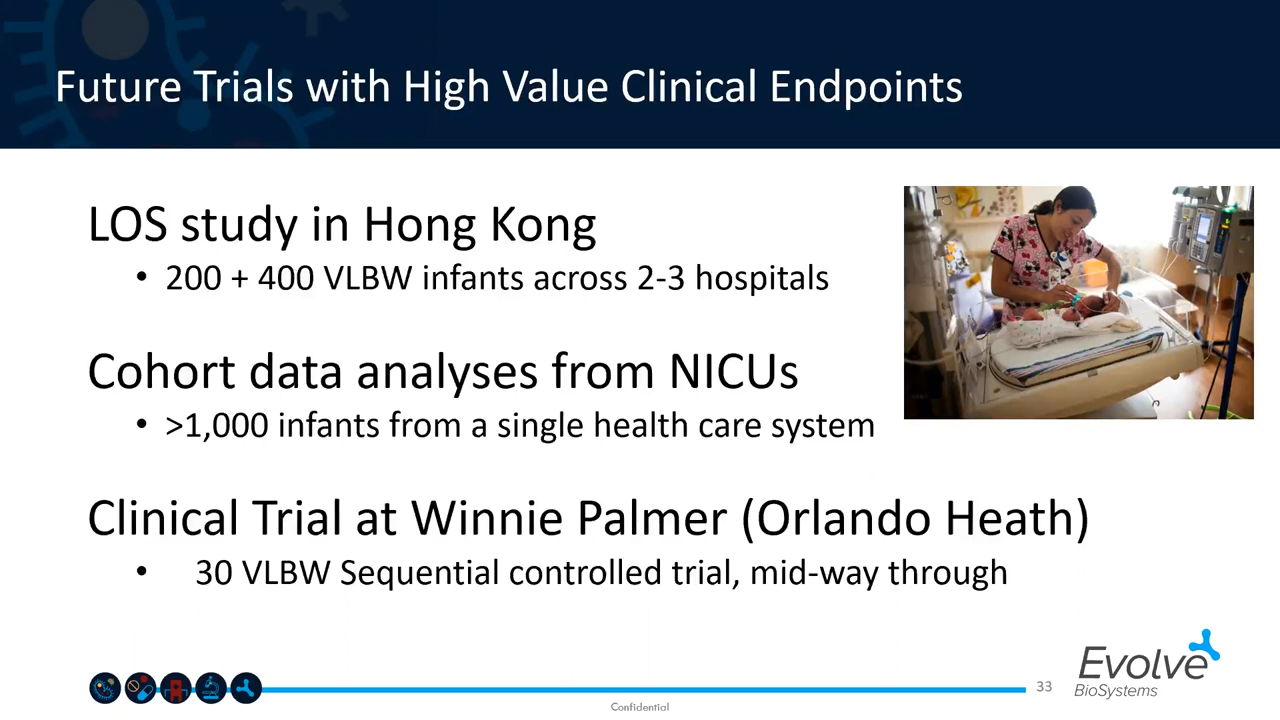 Future Trials with High Value Clinical Endpoints
LOS study in Hong Kong
• 200 + 400 VLBW infants across 2-3 hospitals
Cohort data analyses from NICUs
• >1,000 infants from a single health care system
Clinical Trial at Winnie Palmer (Orlando Heath)
• 30 VLBW Sequential controlled trial, mid-way through
Evolve
BioSystems
33
Confidential